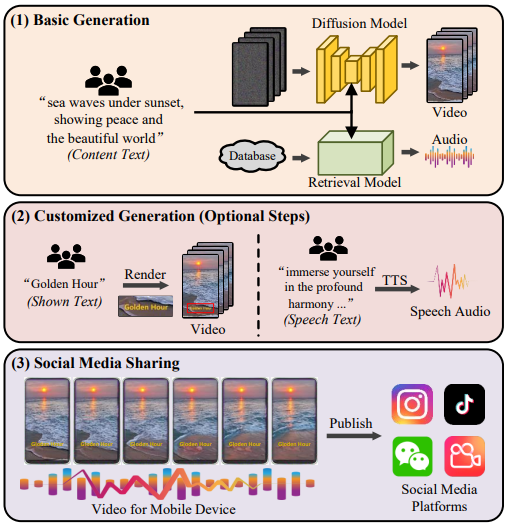 (1) Basic Generation
Diffusion Model
“sea waves under sunset,
showing peace and
the beautiful world”
(Content Text)
Video
Database
Audio
Retrieval Model
(2) Customized Generation (Optional Steps)
“Golden Hour”
(Shown Text)
Render
Golden Hour
Video
“immerse yourself
in the profound
harmony ...”
(Speech Text)
TTS
Speech Audio
(3) Social Media Sharing
Golden Hour
Golden Hour
Golden Hour
Golden Hour
Golden Hour
Golden Hour
Publish
Video for Mobile Device
Social Media
Platforms